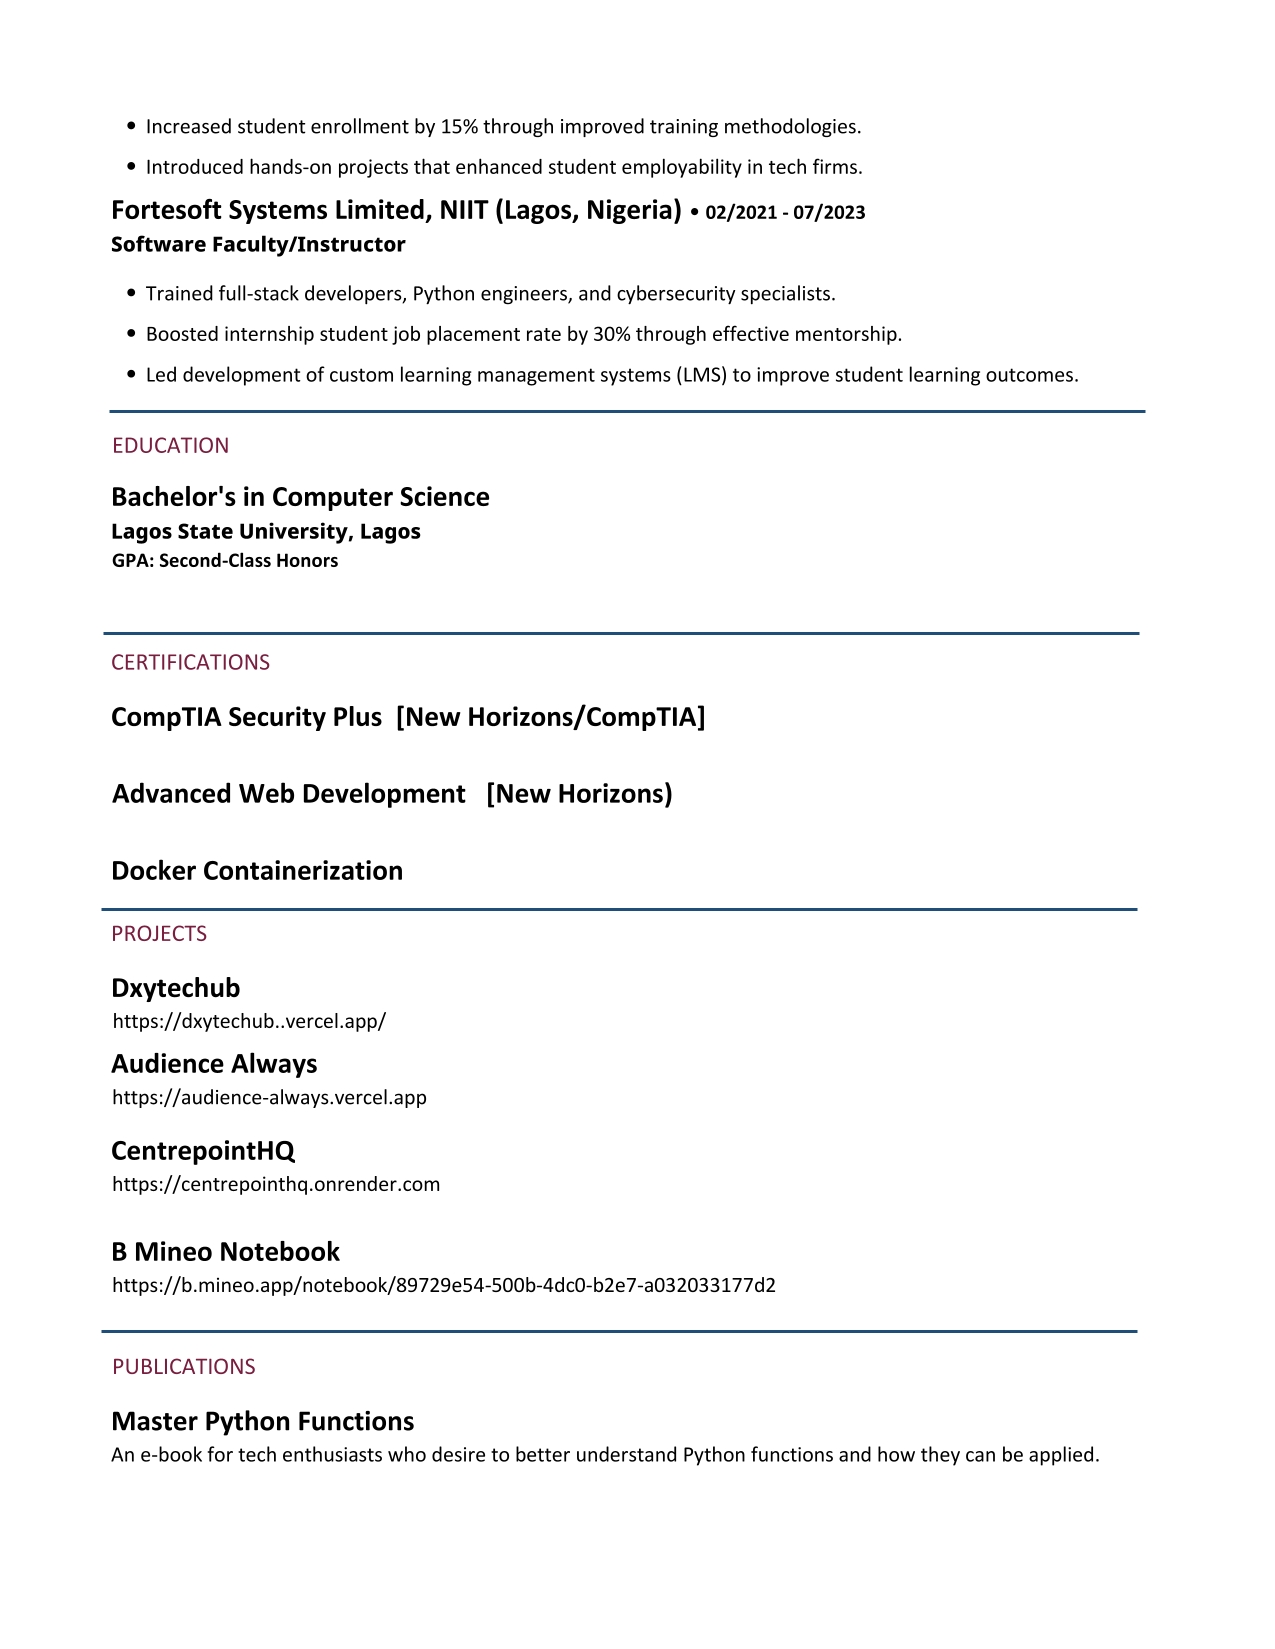 • Increased student enrollment by 15% through improved training methodologies.
• Introduced hands-on projects that enhanced student employability in tech firms.
Fortesoft Systems Limited, NIIT (Lagos, Nigeria) • 02/2021 - 07/2023
Software Faculty/Instructor
• Trained full-stack developers, Python engineers, and cybersecurity specialists.
• Boosted internship student job placement rate by 30% through effective mentorship.
• Led development of custom learning management systems (LMS) to improve student learning outcomes.
EDUCATION
Bachelor's in Computer Science
Lagos State University, Lagos
GPA: Second-Class Honors
CERTIFICATIONS
CompTIA Security Plus [New Horizons/CompTIA]
Advanced Web Development [New Horizons)
Docker Containerization
PROJECTS
Dxytechub
https://dxytechub..vercel.app/
Audience Always
https://audience-always.vercel.app
CentrepointHQ
https://centrepointhq.onrender.com
B Mineo Notebook
https://b.mineo.app/notebook/89729e54-500b-4dc0-b2e7-a032033177d2
PUBLICATIONS
Master Python Functions
An e-book for tech enthusiasts who desire to better understand Python functions and how they can be applied.